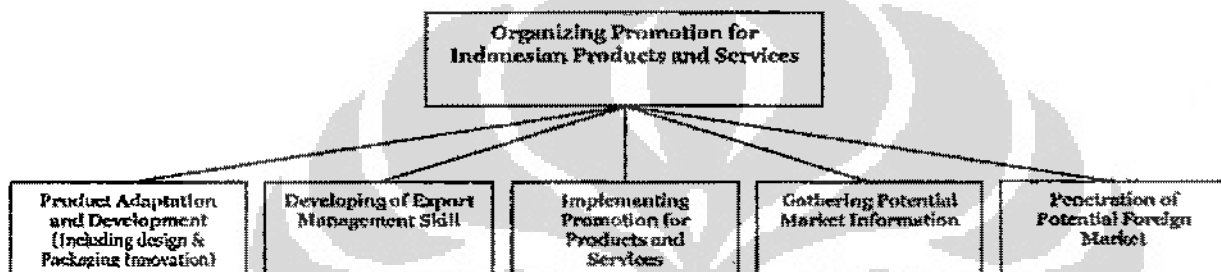 Organizing Promotion for
Indonesian Products and Services
Product Adaptation
and Development
(Including design &
Packaging Innovation)
Developing of Export
Management Skill
Implementing
Promotion for
Products and
Services
Gathering Potential
Market Information
Penetration of
Potential Foreign
Market